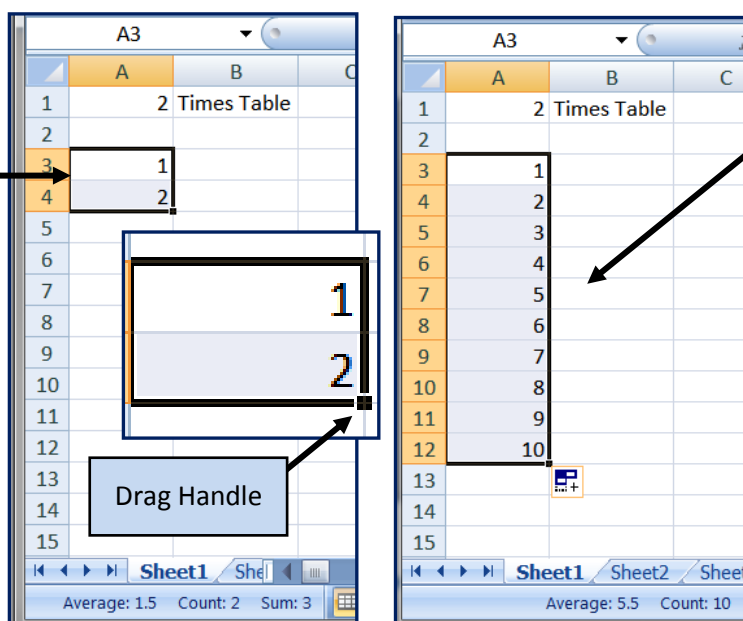 A3
A B C
1 2 Times Table
2
3 1
4 2
5
6
7
8
9
10
11
12
13
14
15
1
2
Drag Handle
Sheet1 She
Average: 1.5 Count: 2 Sum: 3
A3
A B C
1 2 Times Table
2
3 1
4 2
5 3
6 4
7 5
8 6
9 7
10 8
11 9
12 10
13
14
15
Sheet1 Sheet2 Sheet
Average: 5.5 Count: 10